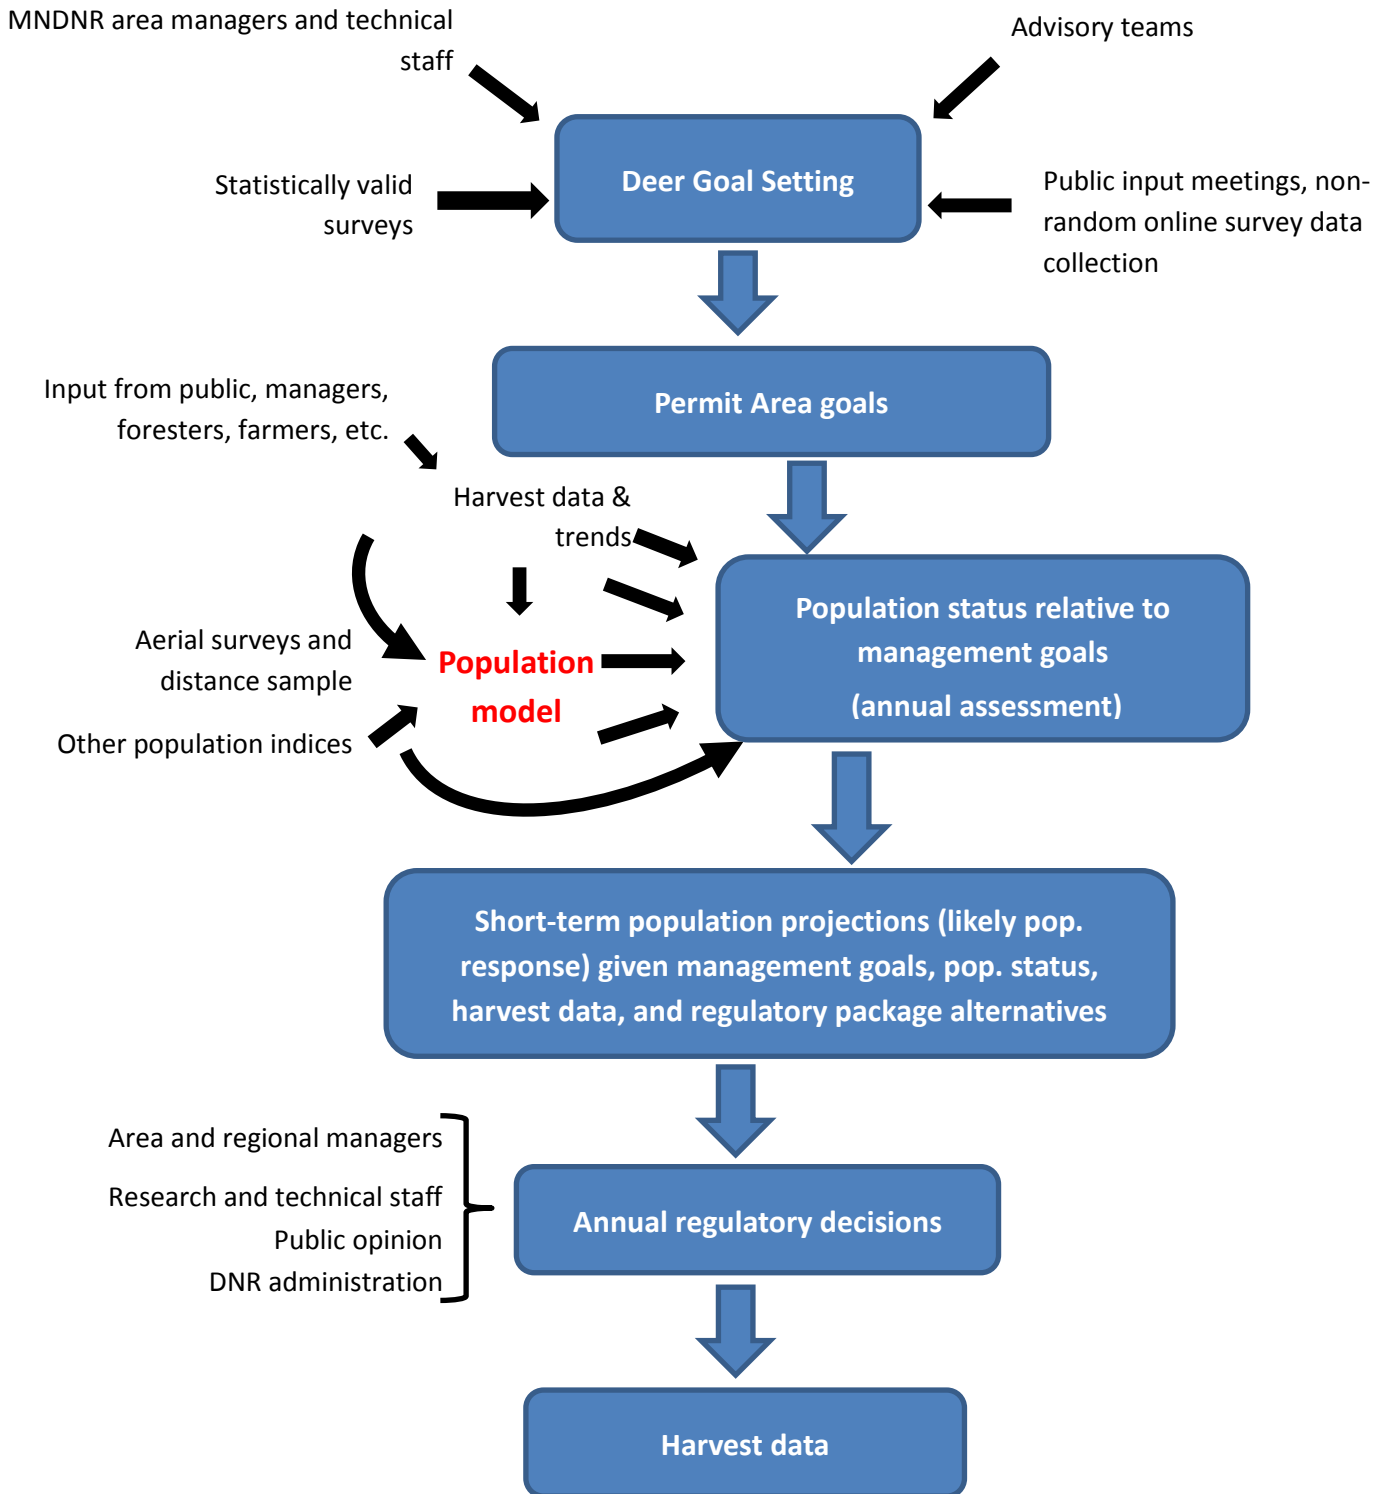 MNDNR area managers and technical
staff
Advisory teams
Deer Goal Setting
Statistically valid
surveys
Public input meetings, non-
random online survey data
collection
Permit Area goals
Input from public, managers,
foresters, farmers, etc.
Harvest data &
trends
Population status relative to
management goals
(annual assessment)
Aerial surveys and
distance sample
Population
model
Other population indices
Short-term population projections (likely pop.
response) given management goals, pop. status,
harvest data, and regulatory package alternatives
Area and regional managers
Research and technical staff
Public opinion
DNR administration
Annual regulatory decisions
Harvest data